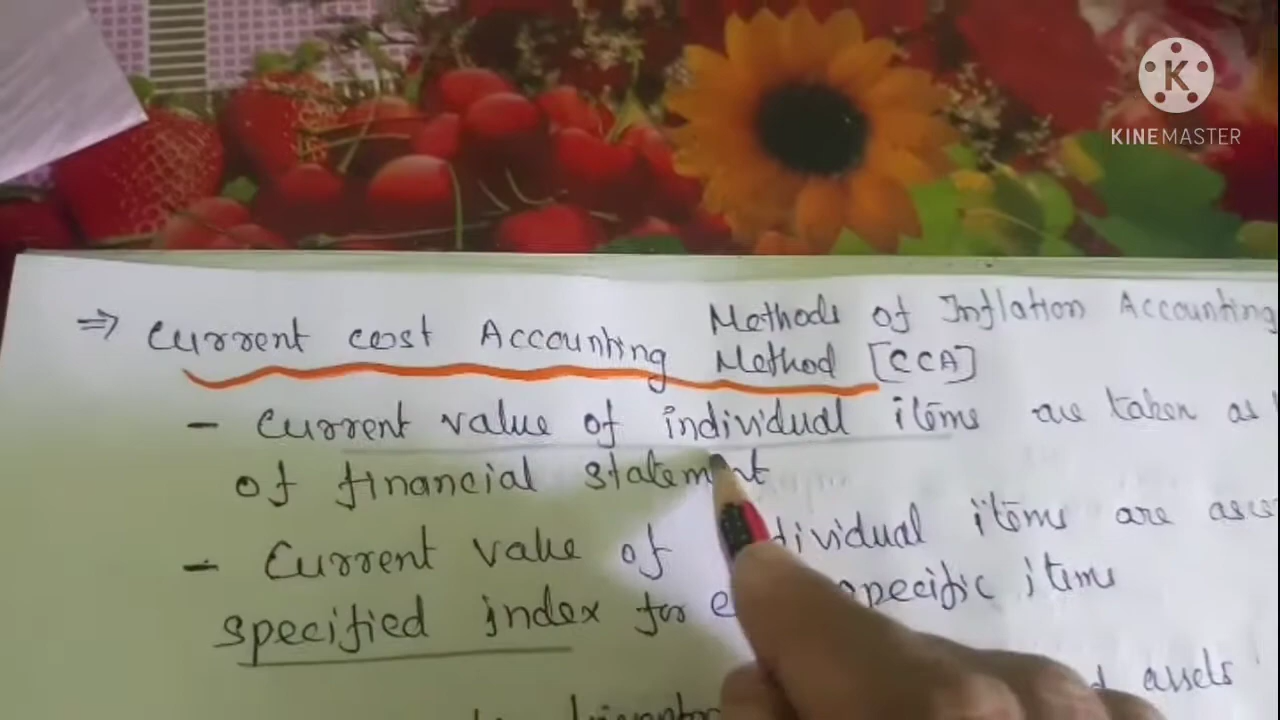 K
KINEMASTER
Methods of Inflation Accounting
⇒ Current cost Accounting Method [CCA]
- Current value of individual items are taken as
of financial statement
- Current value of individual items are
specified index for specific items
assets